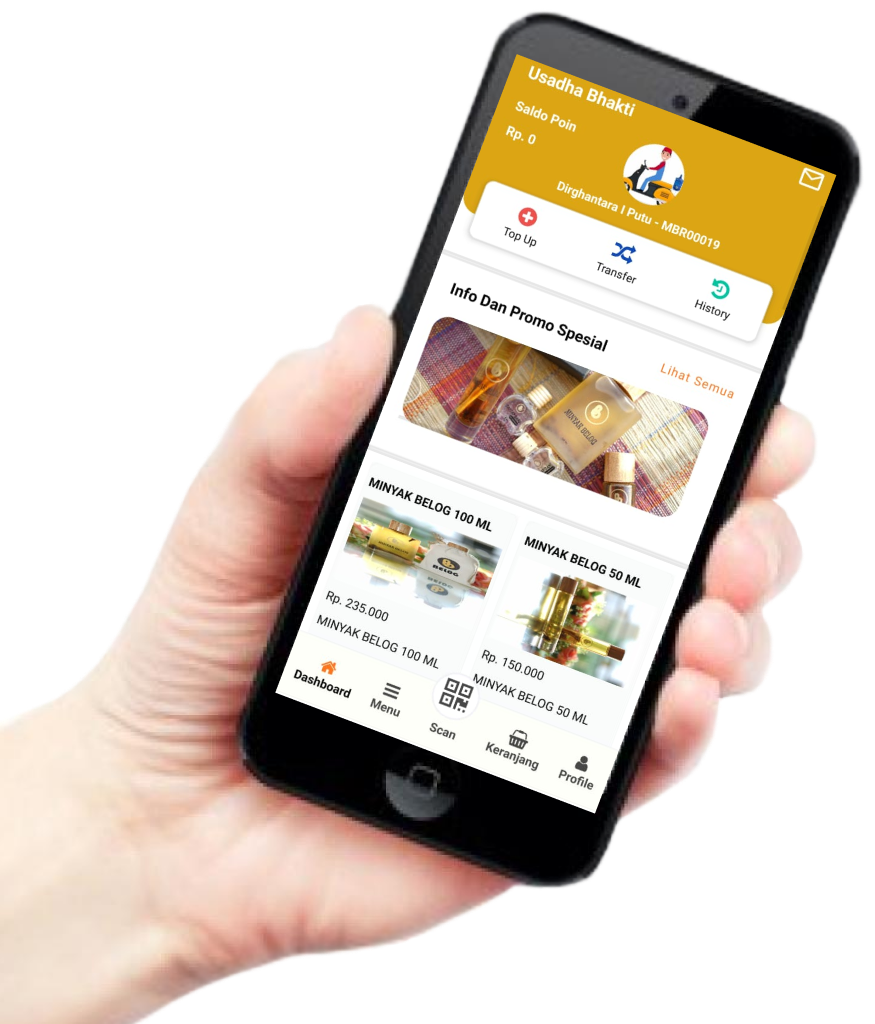 Usadha Bhakti
Saldo Poin
Rp. 0
Dirghantara I Putu - MBR00019
Top Up
Transfer
History
Info Dan Promo Spesial
Lihat Semua
MINYAK BELOG
MINYAK BELOG 100 ML
BELOG
Rp. 235.000
MINYAK BELOG 100 ML
MINYAK BELOG 50 ML
Rp. 150.000
MINYAK BELOG 50 ML
Dashboard
Menu
Scan
Keranjang
Profile